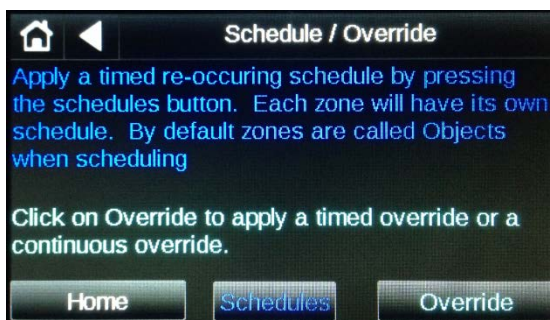 Schedule / Override
Apply a timed re-occuring schedule by pressing
the schedules button. Each zone will have its own
schedule. By default zones are called Objects
when scheduling
Click on Override to apply a timed override or a
continuous override.
Home Schedules Override